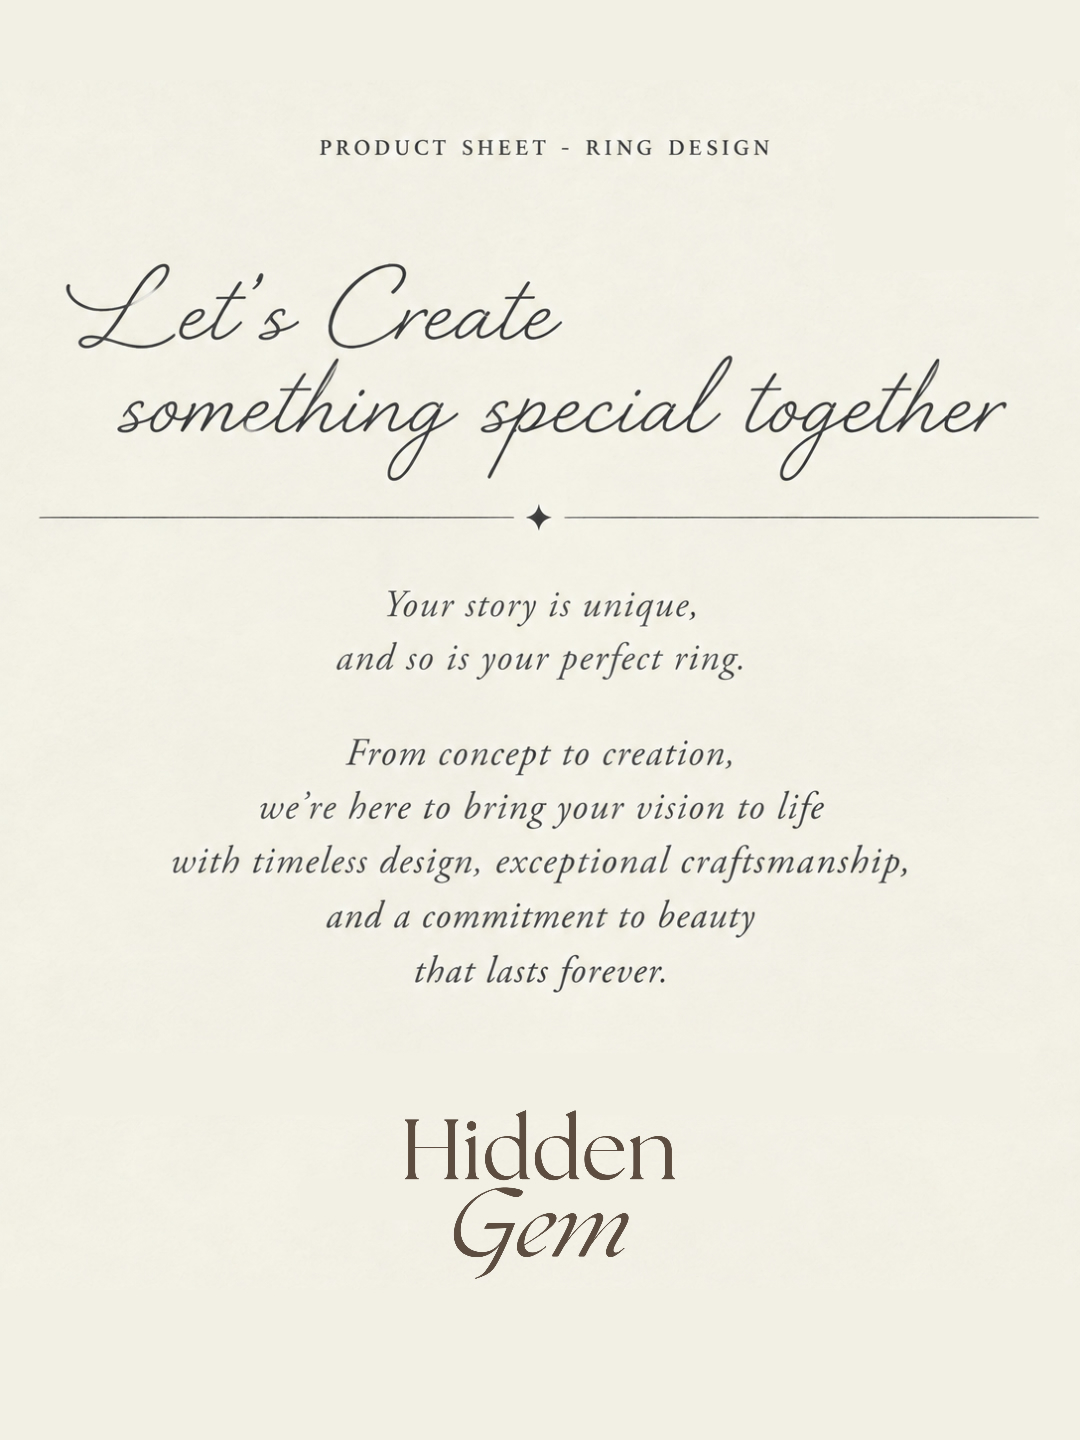 PRODUCT SHEET - RING DESIGN
Let’s Create
something special together
Your story is unique,
and so is your perfect ring.
From concept to creation,
we’re here to bring your vision to life
with timeless design, exceptional craftsmanship,
and a commitment to beauty
that lasts forever.
Hidden
Gem